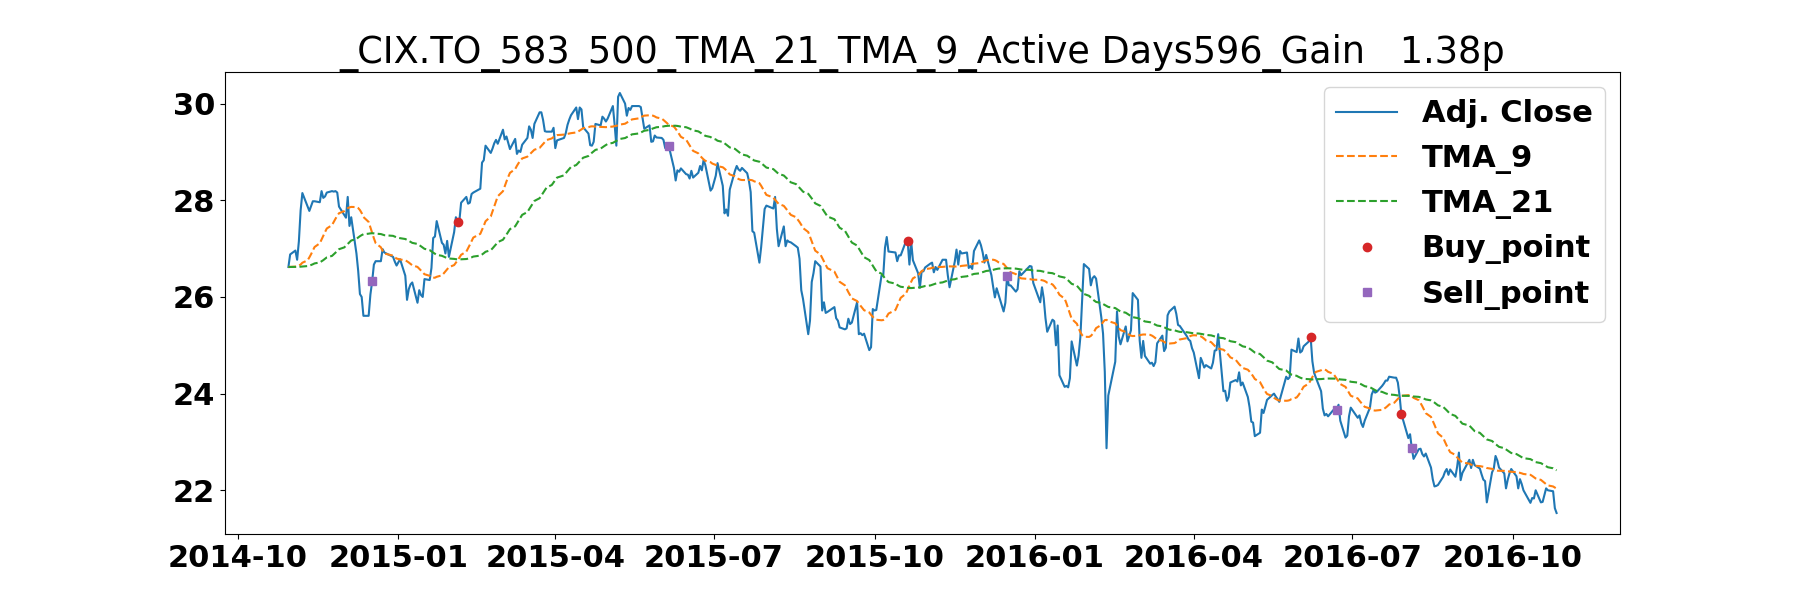 _CIX.TO_583_500_TMA_21_TMA_9_Active Days596_Gain   1.38p
30
28
26
24
22
Adj. Close
TMA_9
TMA_21
Buy_point
Sell_point
2014-10 2015-01 2015-04 2015-07 2015-10 2016-01 2016-04 2016-07 2016-10